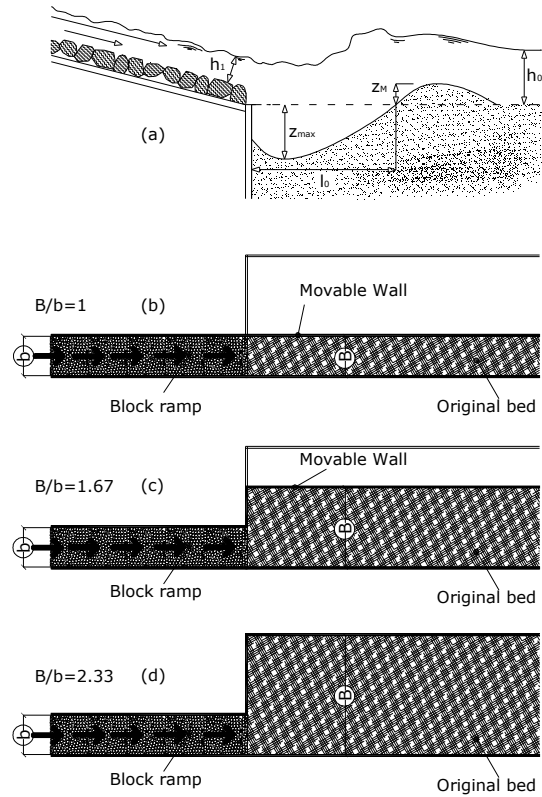 h1
h0
zM
(a)
zmax
l0
B/b=1 (b)
Movable Wall
b
B
Block ramp
Original bed
B/b=1.67 (c)
Movable Wall
b
B
Block ramp
Original bed
B/b=2.33 (d)
b
B
Block ramp
Original bed